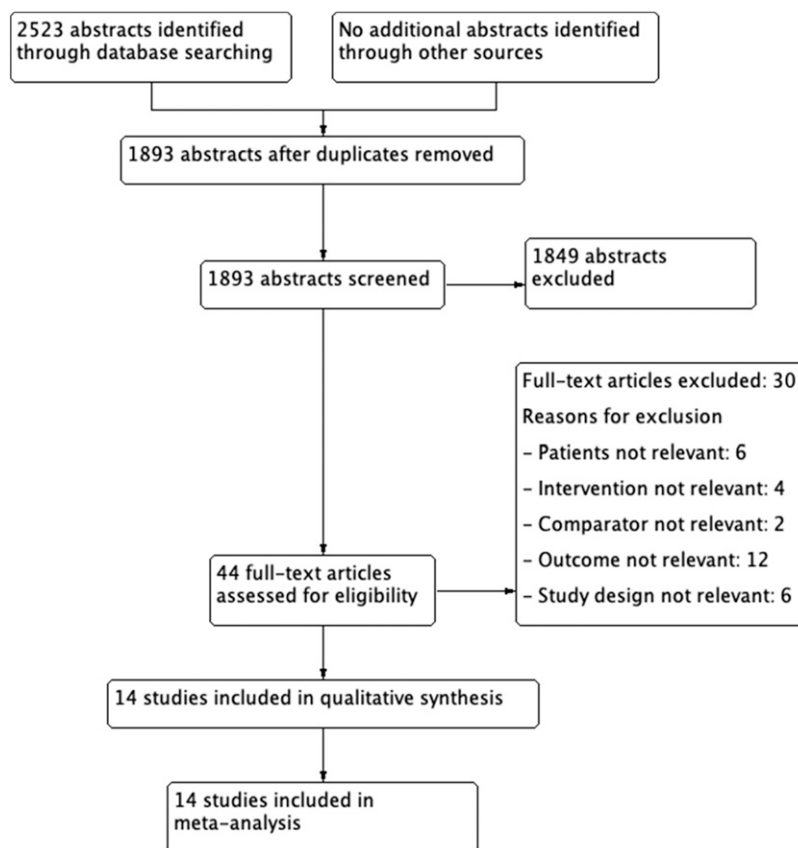 2523 abstracts identified
through database searching
No additional abstracts identified
through other sources
1893 abstracts after duplicates removed
1893 abstracts screened
1849 abstracts
excluded
Full-text articles excluded: 30
Reasons for exclusion
- Patients not relevant: 6
- Intervention not relevant: 4
- Comparator not relevant: 2
- Outcome not relevant: 12
- Study design not relevant: 6
44 full-text articles
assessed for eligibility
14 studies included in qualitative synthesis
14 studies included in
meta-analysis